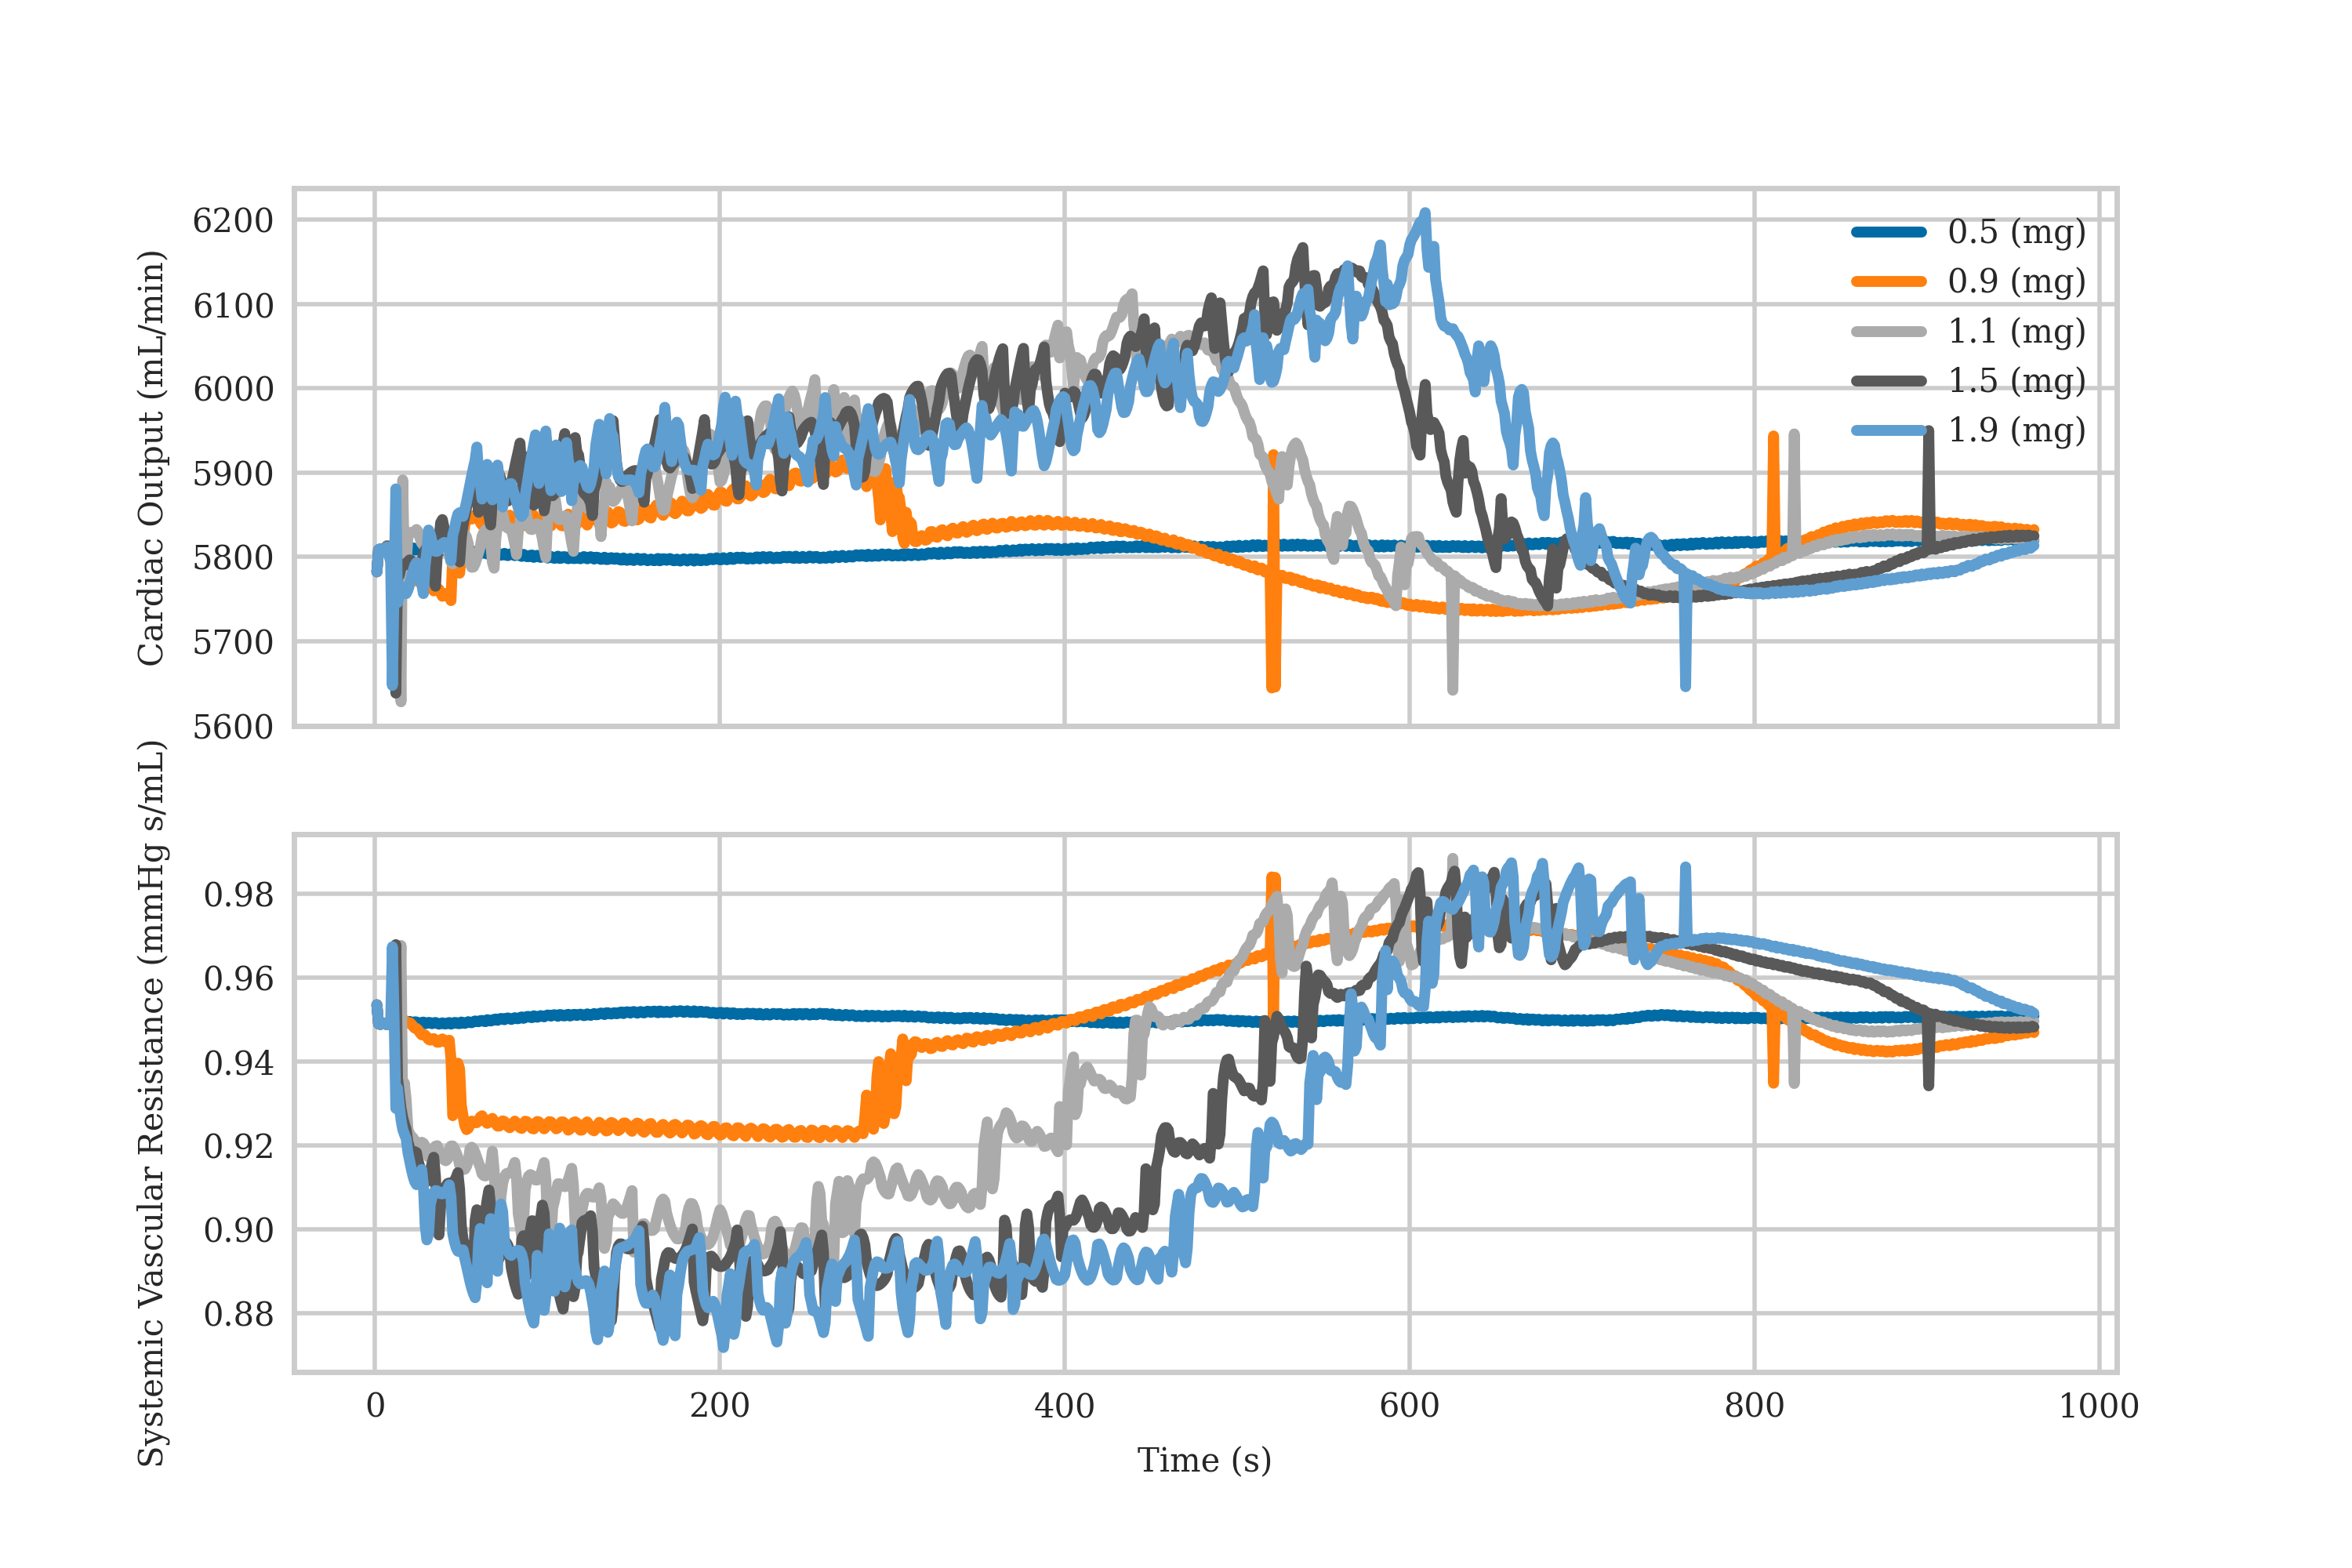 Cardiac Output (mL/min)
6200
6100
6000
5900
5800
5700
5600
0.5 (mg)
0.9 (mg)
1.1 (mg)
1.5 (mg)
1.9 (mg)
Systemic Vascular Resistance (mmHg s/mL)
0.98
0.96
0.94
0.92
0.90
0.88
0 200 400 600 800 1000
Time (s)